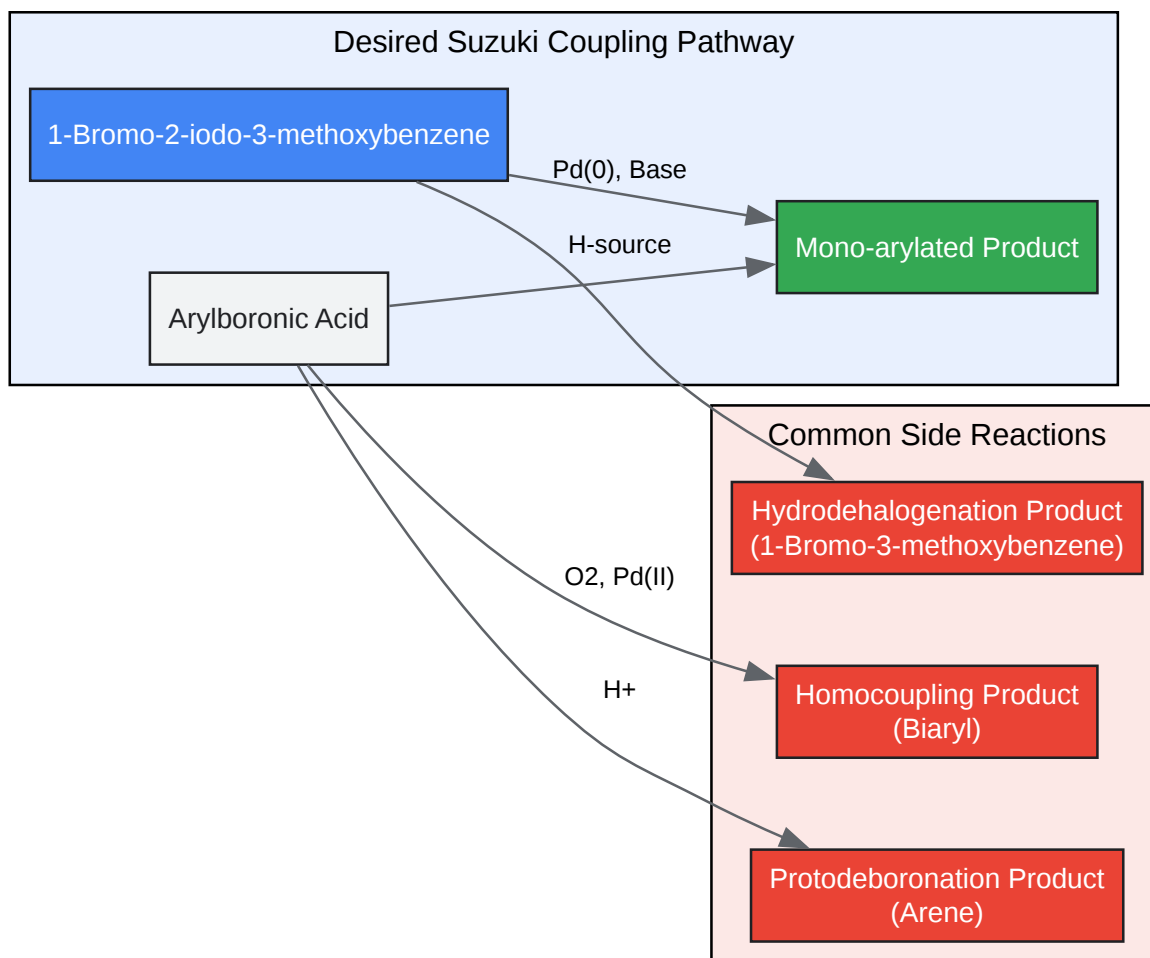 Desired Suzuki Coupling Pathway
1-Bromo-2-iodo-3-methoxybenzene
Pd(0), Base
H-source
Mono-arylated Product
Arylboronic Acid
Common Side Reactions
Hydrodehalogenation Product
(1-Bromo-3-methoxybenzene)
O2, Pd(II)
Homocoupling Product
(Biaryl)
H+
Protodeboronation Product
(Arene)